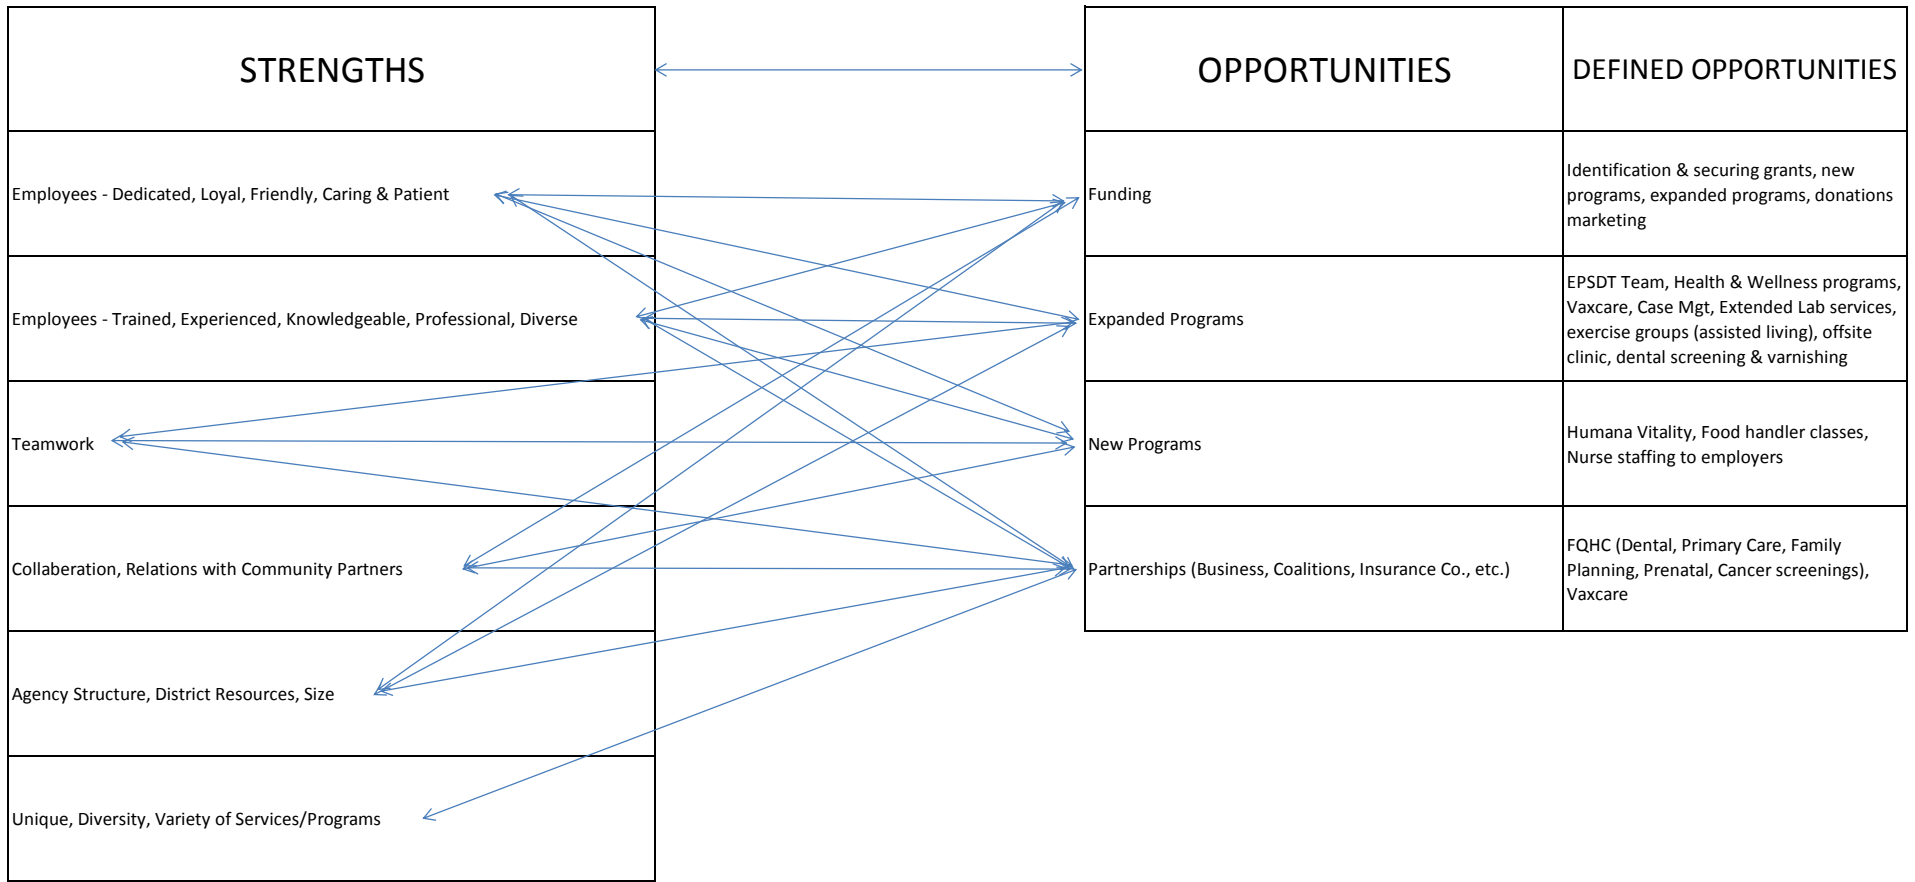 STRENGTHS
OPPORTUNITIES
DEFINED OPPORTUNITIES
Employees - Dedicated, Loyal, Friendly, Caring & Patient
Funding
Identification & securing grants, new
programs, expanded programs, donations
marketing
Employees - Trained, Experienced, Knowledgeable, Professional, Diverse
Expanded Programs
EPSDT Team, Health & Wellness programs,
Vaxcare, Case Mgt, Extended Lab services,
exercise groups (assisted living), offsite
clinic, dental screening & varnishing
Teamwork
New Programs
Humana Vitality, Food handler classes,
Nurse staffing to employers
Collaberation, Relations with Community Partners
Partnerships (Business, Coalitions, Insurance Co., etc.)
FQHC (Dental, Primary Care, Family
Planning, Prenatal, Cancer screenings),
Vaxcare
Agency Structure, District Resources, Size
Unique, Diversity, Variety of Services/Programs